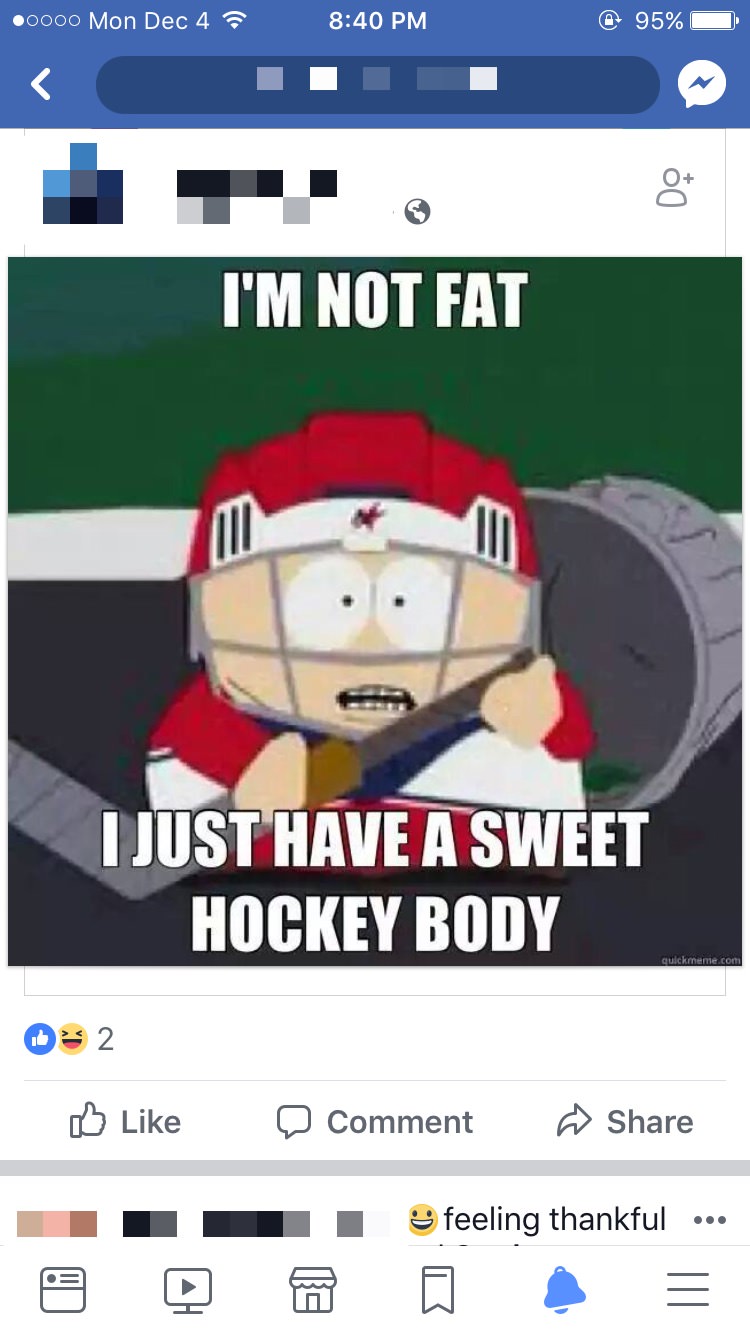 Mon Dec 4 8:40 PM 95%
I'M NOT FAT
I JUST HAVE A SWEET
HOCKEY BODY
quickmeme.com
2
Like Comment Share
feeling thankful